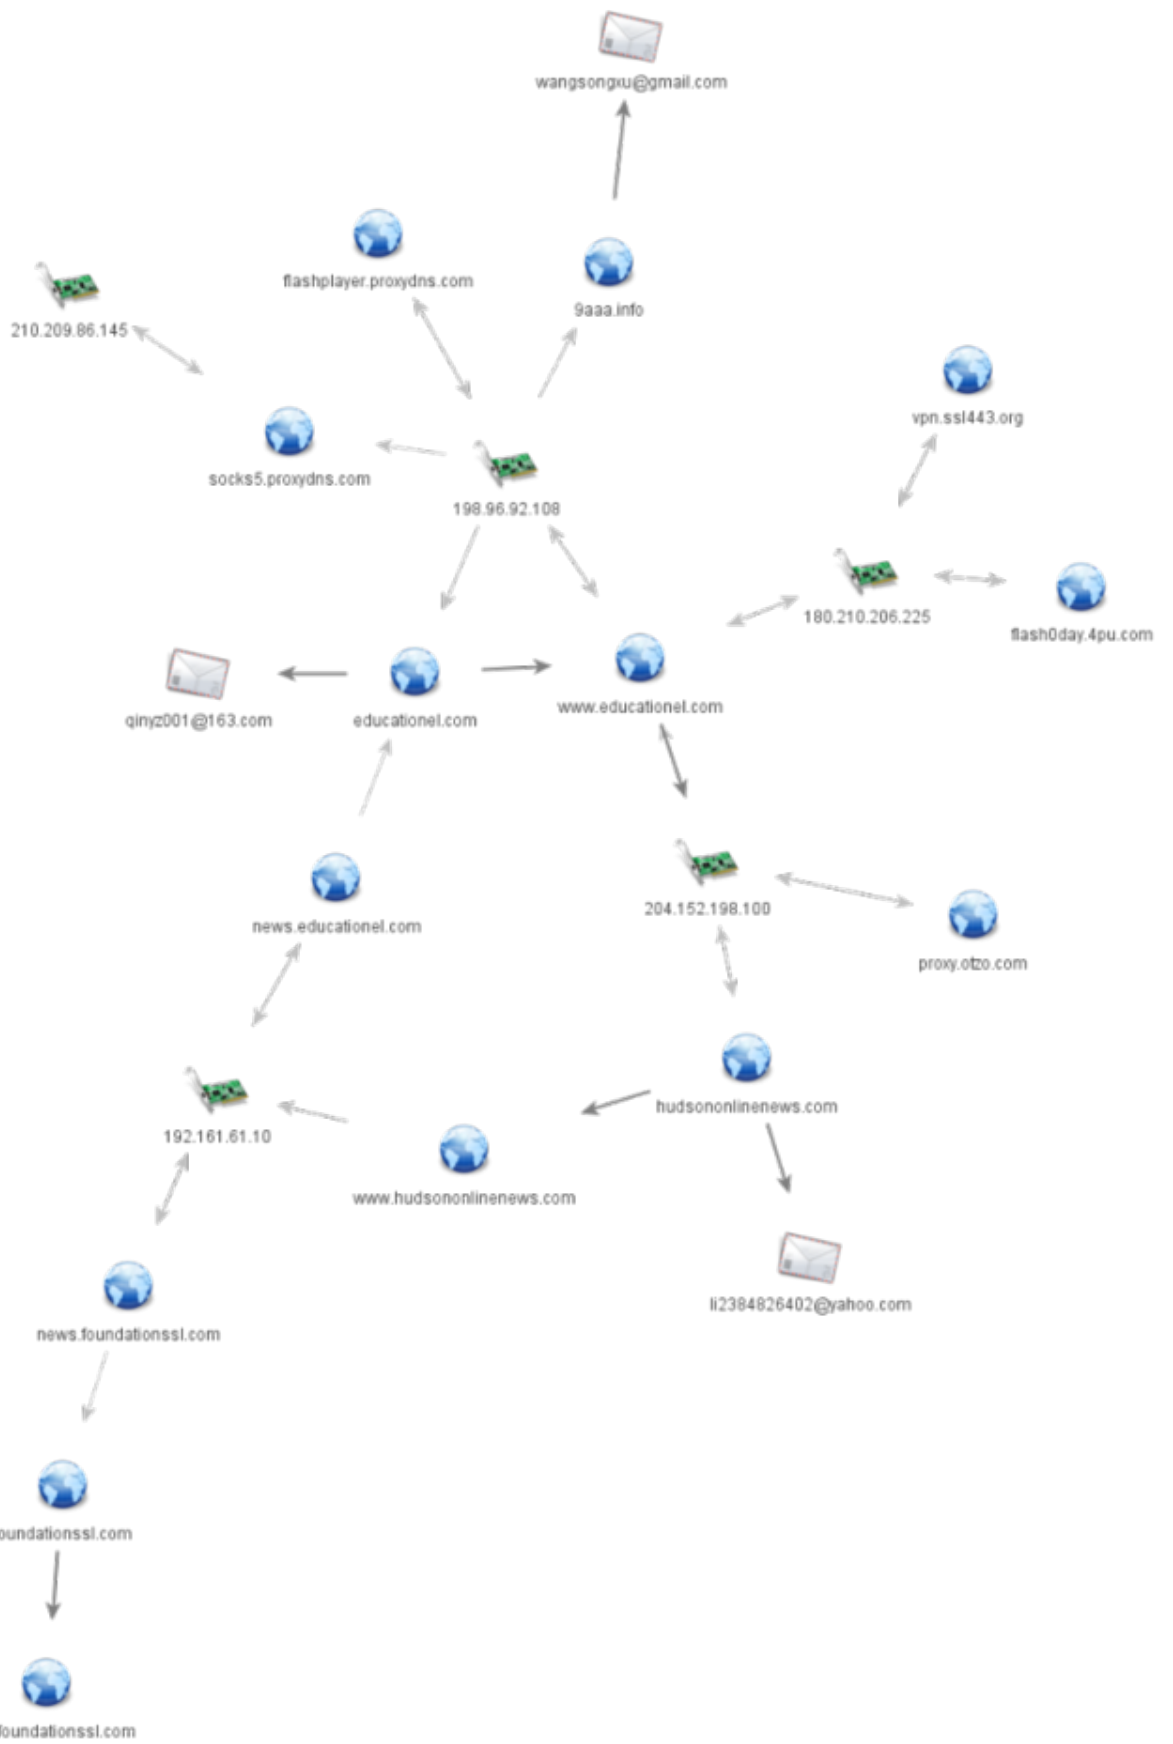 wangsongxu@gmail.com
flashplayer.proxydns.com
9aaa.info
210.209.86.145
vpn.ssl443.org
socks5.proxydns.com
198.96.92.108
180.210.206.225
flash0day.4pu.com
qinyz001@163.com
educationel.com
www.educationel.com
news.educationel.com
204.152.198.100
proxy.otzo.com
hudsononlinenews.com
192.161.61.10
www.hudsononlinenews.com
li2384826402@yahoo.com
news.foundationssl.com
oundationssl.com
foundationssl.com